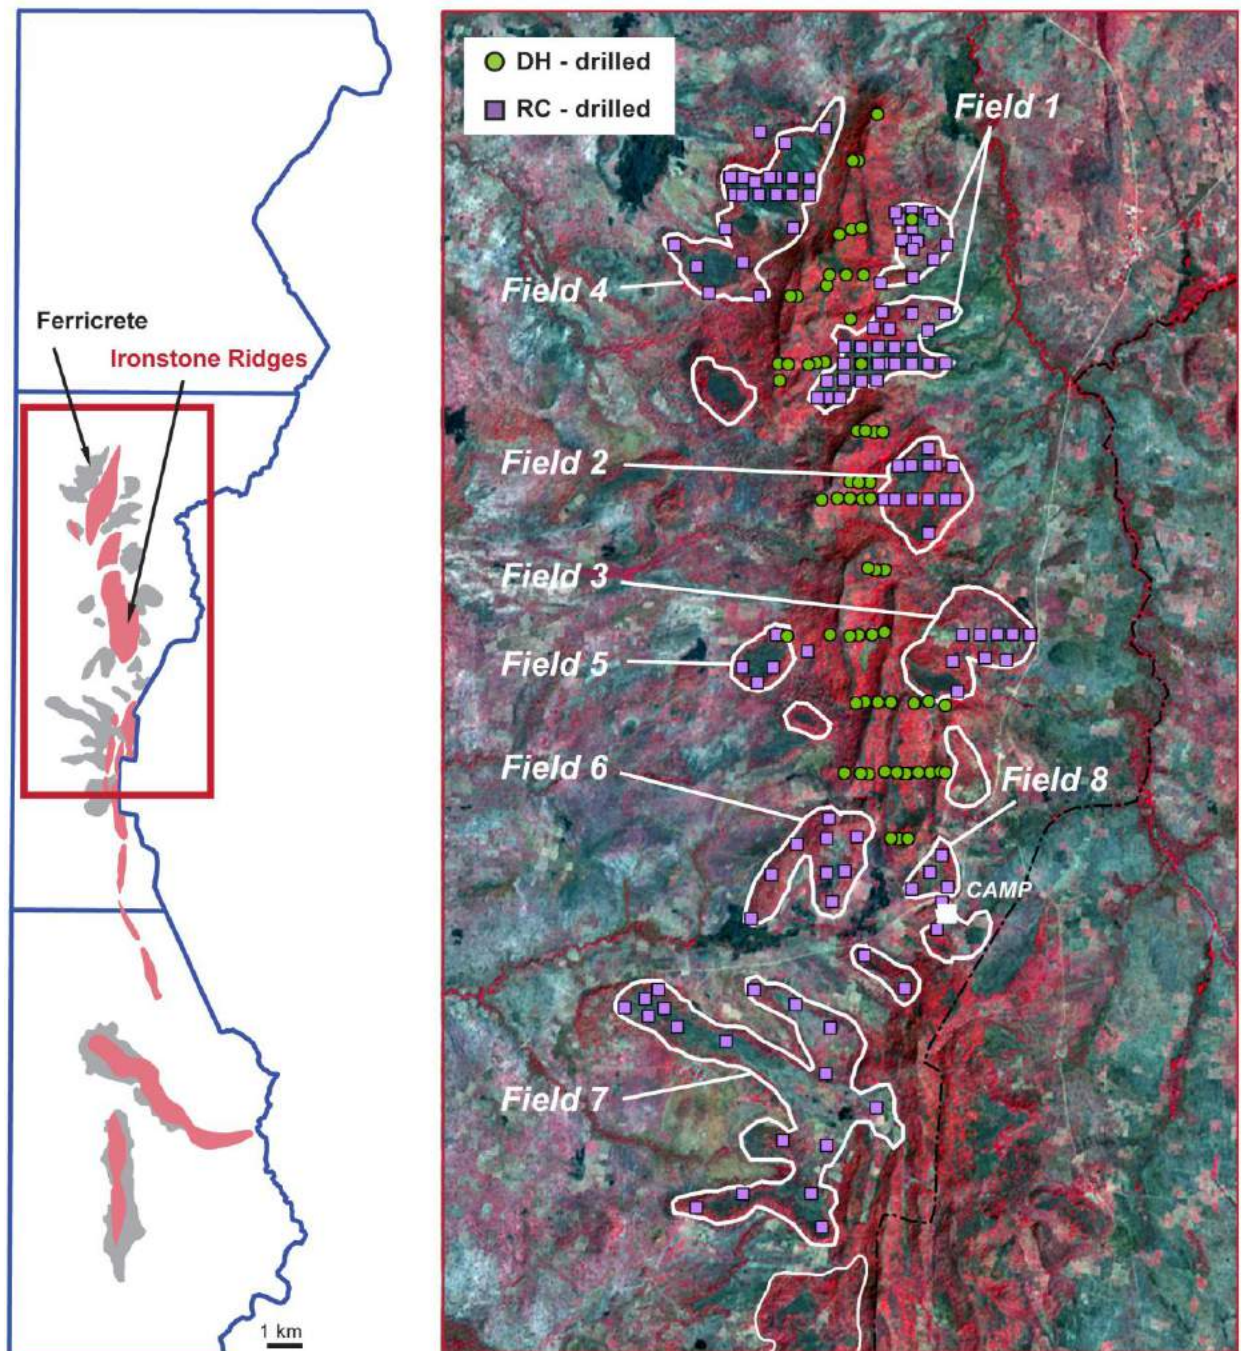 DH - drilled
RC - drilled
Field 1
Field 4
Ferricrete
Ironstone Ridges
Field 2
Field 3
Field 5
Field 6
Field 8
CAMP
Field 7
1 km